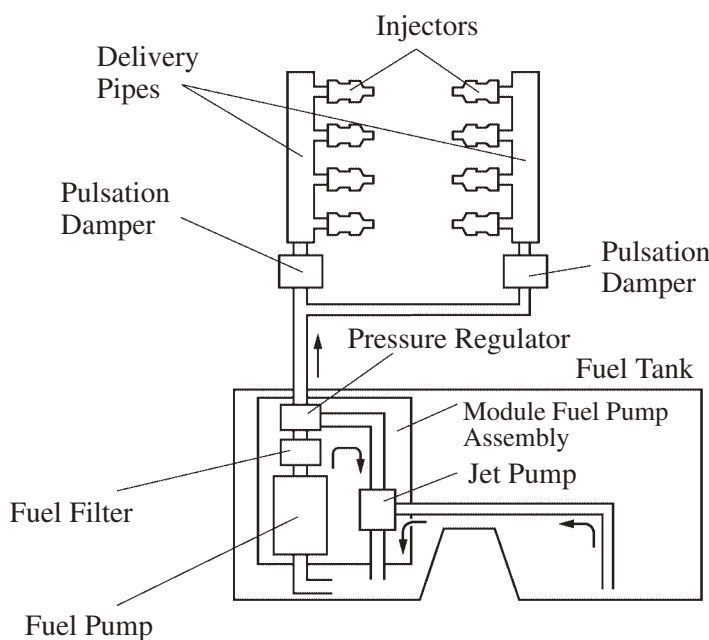 Injectors
Delivery
Pipes
Pulsation
Damper
Pulsation
Damper
Pressure Regulator
Fuel Tank
Module Fuel Pump
Assembly
Jet Pump
Fuel Filter
Fuel Pump